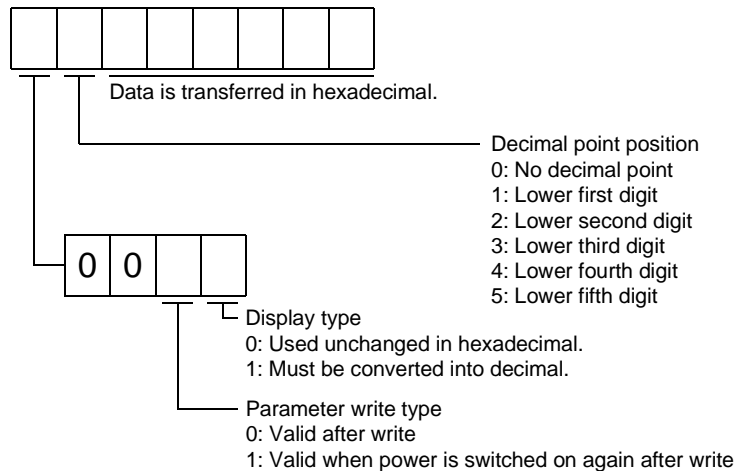 Data is transferred in hexadecimal.
Decimal point position
0: No decimal point
1: Lower first digit
2: Lower second digit
3: Lower third digit
4: Lower fourth digit
5: Lower fifth digit
0 0
Display type
0: Used unchanged in hexadecimal.
1: Must be converted into decimal.
Parameter write type
0: Valid after write
1: Valid when power is switched on again after write